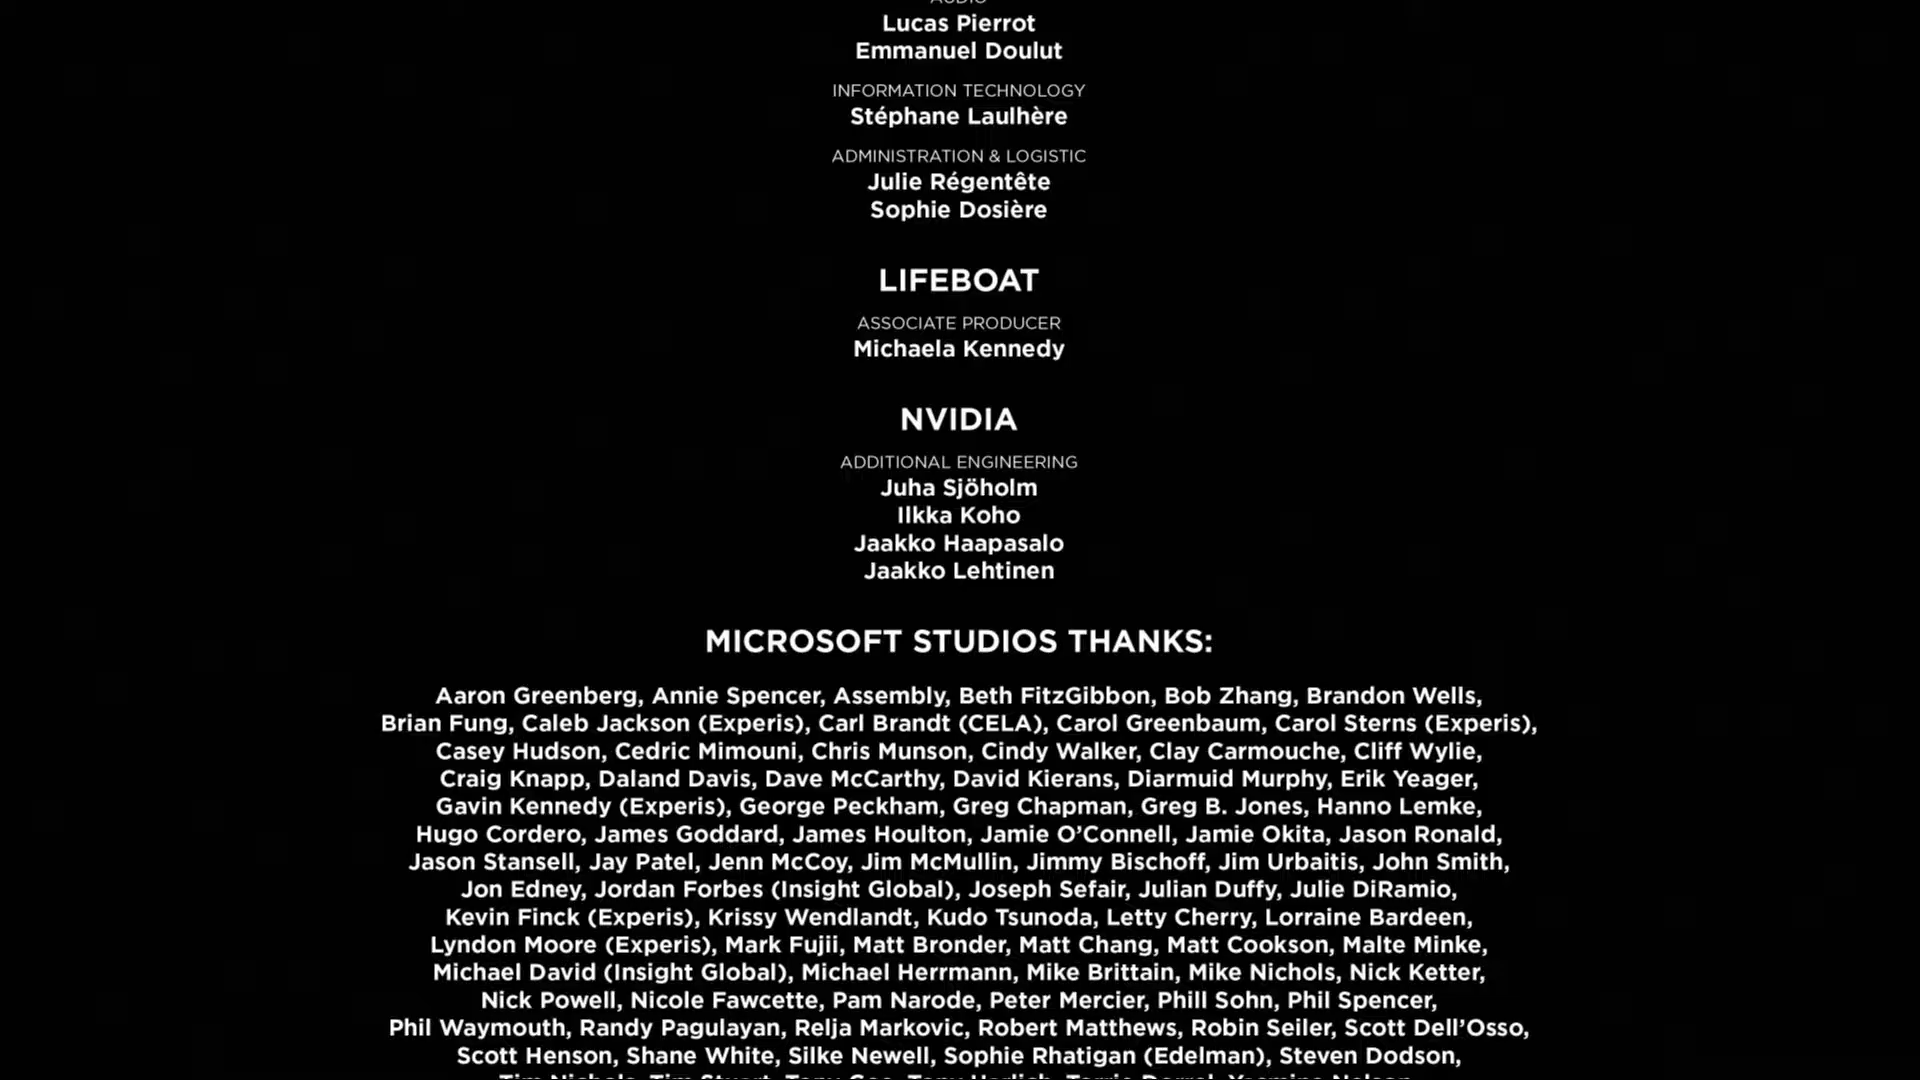 AUDIO
Lucas Pierrot
Emmanuel Doulut
INFORMATION TECHNOLOGY
Stéphane Laulhère
ADMINISTRATION & LOGISTIC
Julie Régentête
Sophie Dosière
LIFEBOAT
ASSOCIATE PRODUCER
Michaela Kennedy
NVIDIA
ADDITIONAL ENGINEERING
Juha Sjöholm
Ilkka Koho
Jaakko Haapasalo
Jaakko Lehtinen
MICROSOFT STUDIOS THANKS:
Aaron Greenberg, Annie Spencer, Assembly, Beth FitzGibbon, Bob Zhang, Brandon Wells,
Brian Fung, Caleb Jackson (Experis), Carl Brandt (CELA), Carol Greenbaum, Carol Sterns (Experis),
Casey Hudson, Cedric Mimouni, Chris Munson, Cindy Walker, Clay Carmouche, Cliff Wylie,
Craig Knapp, Daland Davis, Dave McCarthy, David Kierans, Diarmuid Murphy, Erik Yeager,
Gavin Kennedy (Experis), George Peckham, Greg Chapman, Greg B. Jones, Hanno Lemke,
Hugo Cordero, James Goddard, James Houlton, Jamie O’Connell, Jamie Okita, Jason Ronald,
Jason Stansell, Jay Patel, Jenn McCoy, Jim McMullin, Jimmy Bischoff, Jim Urbaitis, John Smith,
Jon Edney, Jordan Forbes (Insight Global), Joseph Sefair, Julian Duffy, Julie DiRamio,
Kevin Finck (Experis), Krissy Wendlandt, Kudo Tsunoda, Letty Cherry, Lorraine Bardeen,
Lyndon Moore (Experis), Mark Fujii, Matt Bronder, Matt Chang, Matt Cookson, Malte Minke,
Michael David (Insight Global), Michael Herrmann, Mike Brittain, Mike Nichols, Nick Ketter,
Nick Powell, Nicole Fawcette, Pam Narode, Peter Mercier, Phill Sohn, Phil Spencer,
Phil Waymouth, Randy Pagulayan, Relja Markovic, Robert Matthews, Robin Seiler, Scott Dell’Osso,
Scott Henson, Shane White, Silke Newell, Sophie Rhatigan (Edelman), Steven Dodson,